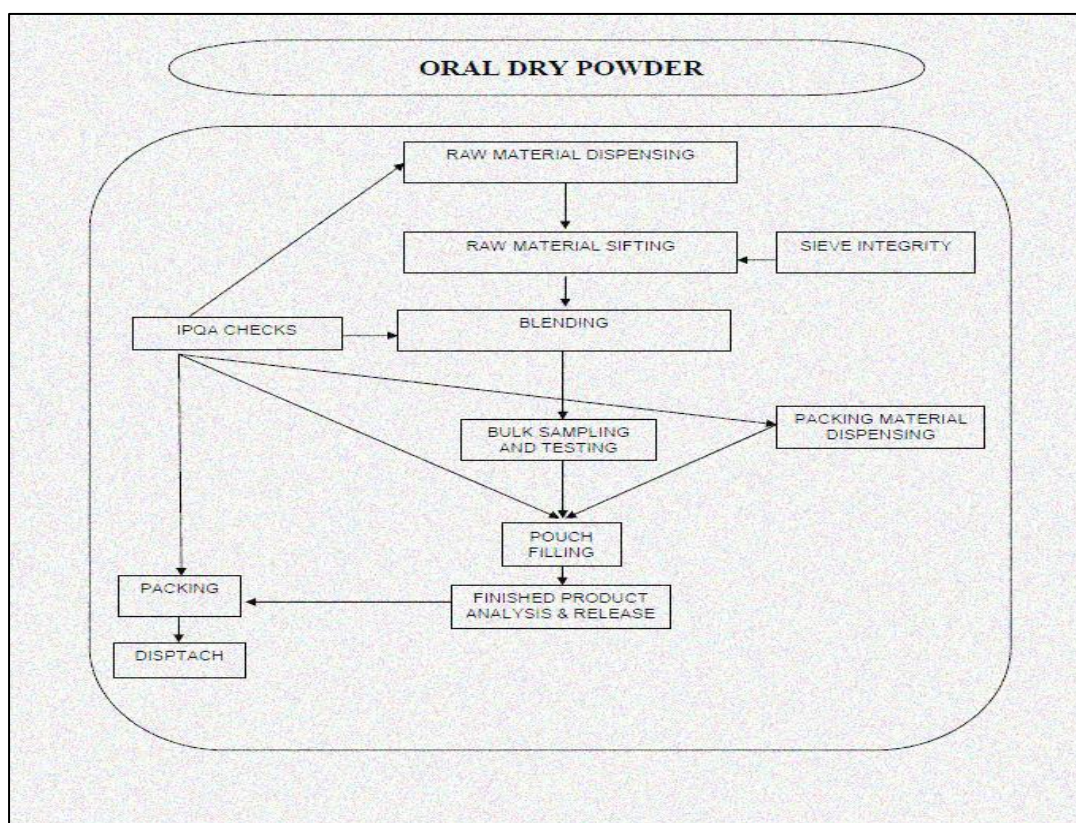 ORAL DRY POWDER
RAW MATERIAL DISPENSING
RAW MATERIAL SIFTING
SIEVE INTEGRITY
IPQA CHECKS
BLENDING
BULK SAMPLING
AND TESTING
PACKING MATERIAL
DISPENSING
POUCH
FILLING
PACKING
FINISHED PRODUCT
ANALYSIS & RELEASE
DISPTACH